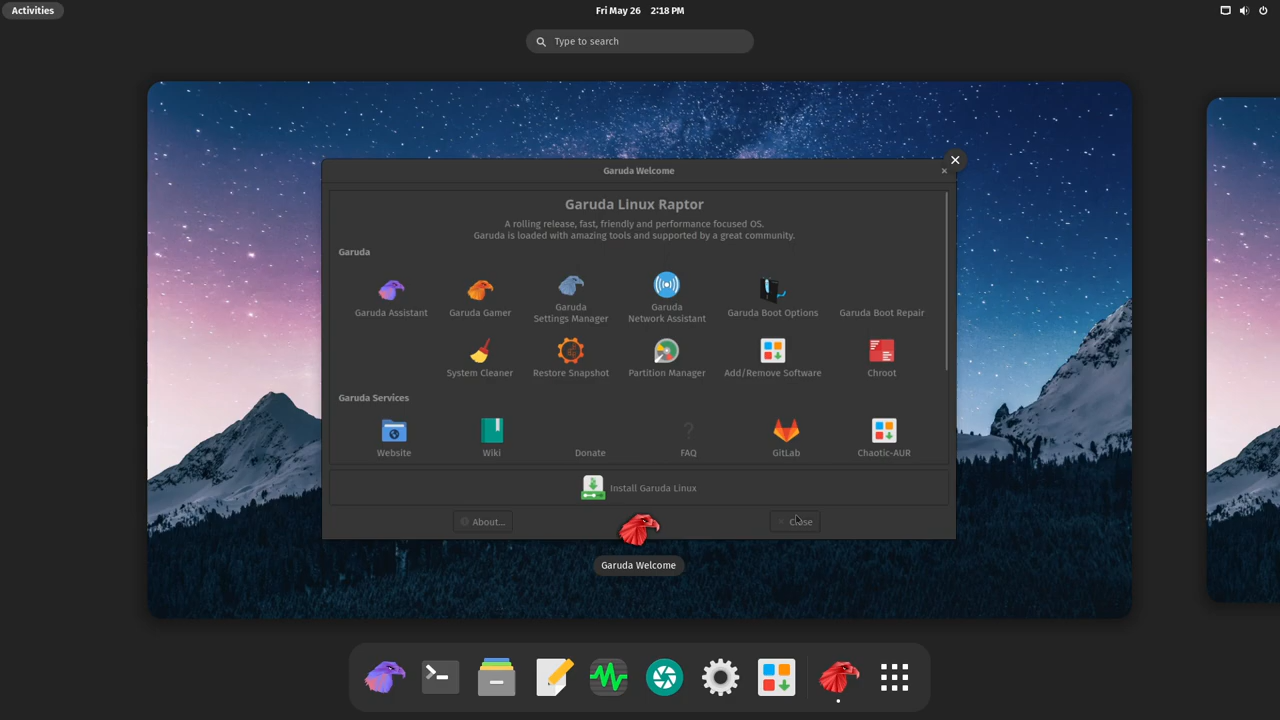 Activities
Fri May 26 2:18 PM
Type to search
Garuda Welcome
Garuda Linux Raptor
A rolling release, fast, friendly and performance focused OS.
Garuda is loaded with amazing tools and supported by a great community.
Garuda
Garuda Assistant
Garuda Gamer
Garuda
Settings Manager
Garuda
Network Assistant
Garuda Boot Options
Garuda Boot Repair
System Cleaner
Restore Snapshot
Partition Manager
Add/Remove Software
Chroot
Garuda Services
Website
Wiki
Donate
FAQ
GitLab
Chaotic-AUR
Install Garuda Linux
About...
Close
Garuda Welcome